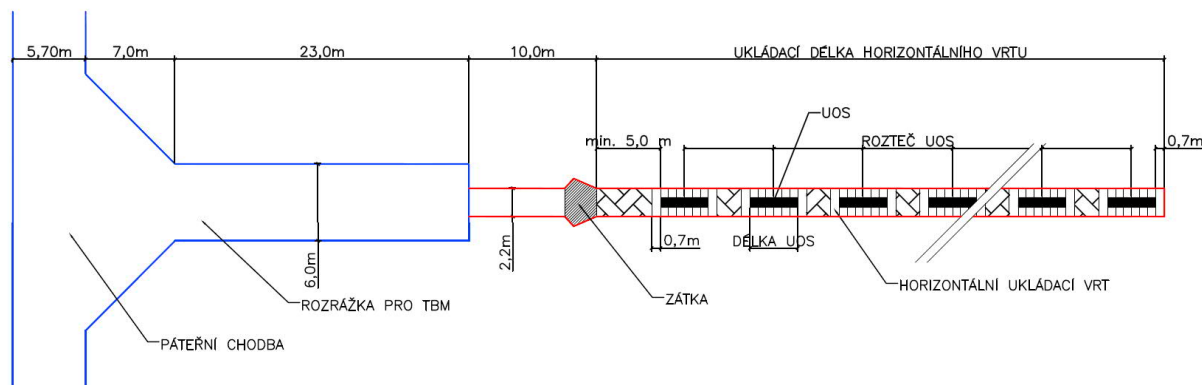 5,70m
7,0m
23,0m
10,0m
UKLÁDACÍ DÉLKA HORIZONTÁLNÍHO VRTU
UOS
min. 5,0 m
ROZTEČ UOS
0,7m
6,0m
2,2m
0,7m
DÉLKA UOS
ZÁTKA
HORIZONTÁLNÍ UKLÁDACÍ VRT
ROZRÁŽKA PRO TBM
PÁTEŘNÍ CHODBA